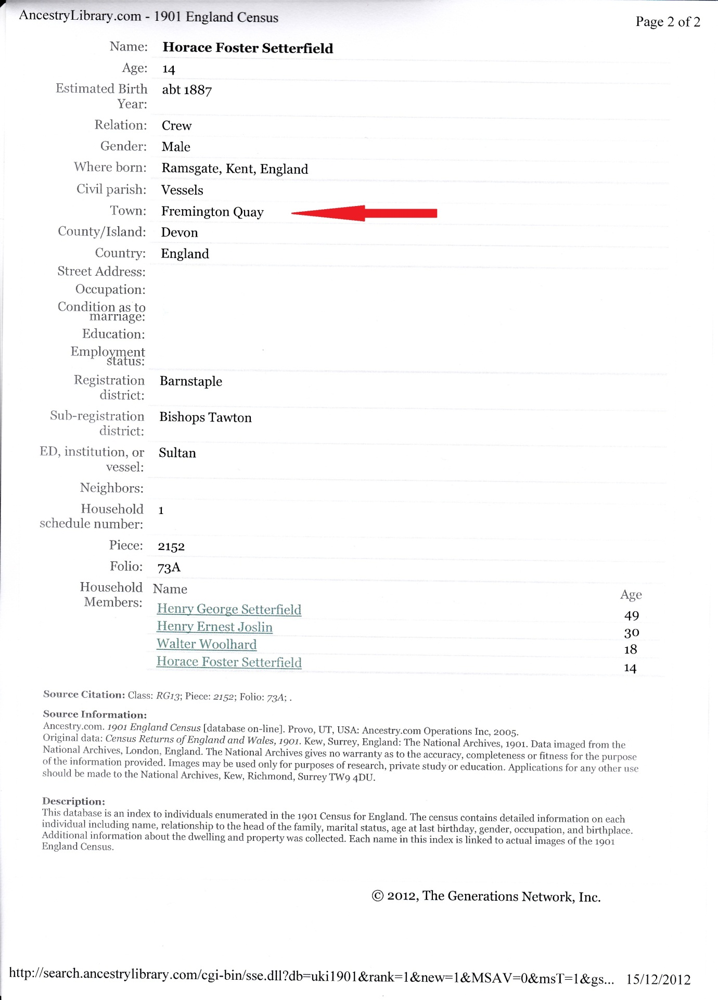 AncestryLibrary.com - 1901 England Census
Page 2 of 2
Name: Horace Foster Setterfield
Age: 14
Estimated Birth abt 1887
Year:
Relation: Crew
Gender: Male
Where born: Ramsgate, Kent, England
Civil parish: Vessels
Town: Fremington Quay
County/Island: Devon
Country: England
Street Address:
Occupation:
Condition as to
marriage:
Education:
Employment
status:
Registration Barnstaple
district:
Sub-registration Bishops Tawton
district:
ED, institution, or Sultan
vessel:
Neighbors:
Household 1
schedule number:
Piece: 2152
Folio: 73A
Household Name Age
Members:
Henry George Setterfield 49
Henry Ernest Joslin 30
Walter Woolhard 18
Horace Foster Setterfield 14
Source Citation: Class: RG13; Piece: 2152; Folio: 73A; .
Source Information:
Ancestry.com. 1901 England Census [database on-line]. Provo, UT, USA: Ancestry.com Operations Inc, 2005.
Original data: Census Returns of England and Wales, 1901. Kew, Surrey, England: The National Archives, 1901. Data imaged from the
National Archives, London, England. The National Archives gives no warranty as to the accuracy, completeness or fitness for the purpose
of the information provided. Images may be used only for purposes of research, private study or education. Applications for any other use
should be made to the National Archives, Kew, Richmond, Surrey TW9 4DU.
Description:
This database is an index to individuals enumerated in the 1901 Census for England. The census contains detailed information on each
individual including name, relationship to the head of the family, marital status, age at last birthday, gender, occupation, and birthplace.
Additional information about the dwelling and property was collected. Each name in this index is linked to actual images of the 1901
England Census.
© 2012, The Generations Network, Inc.
http://search.ancestrylibrary.com/cgi-bin/sse.dll?db=uki1901&rank=1&new=1&MSAV=0&msT=1&gs... 15/12/2012